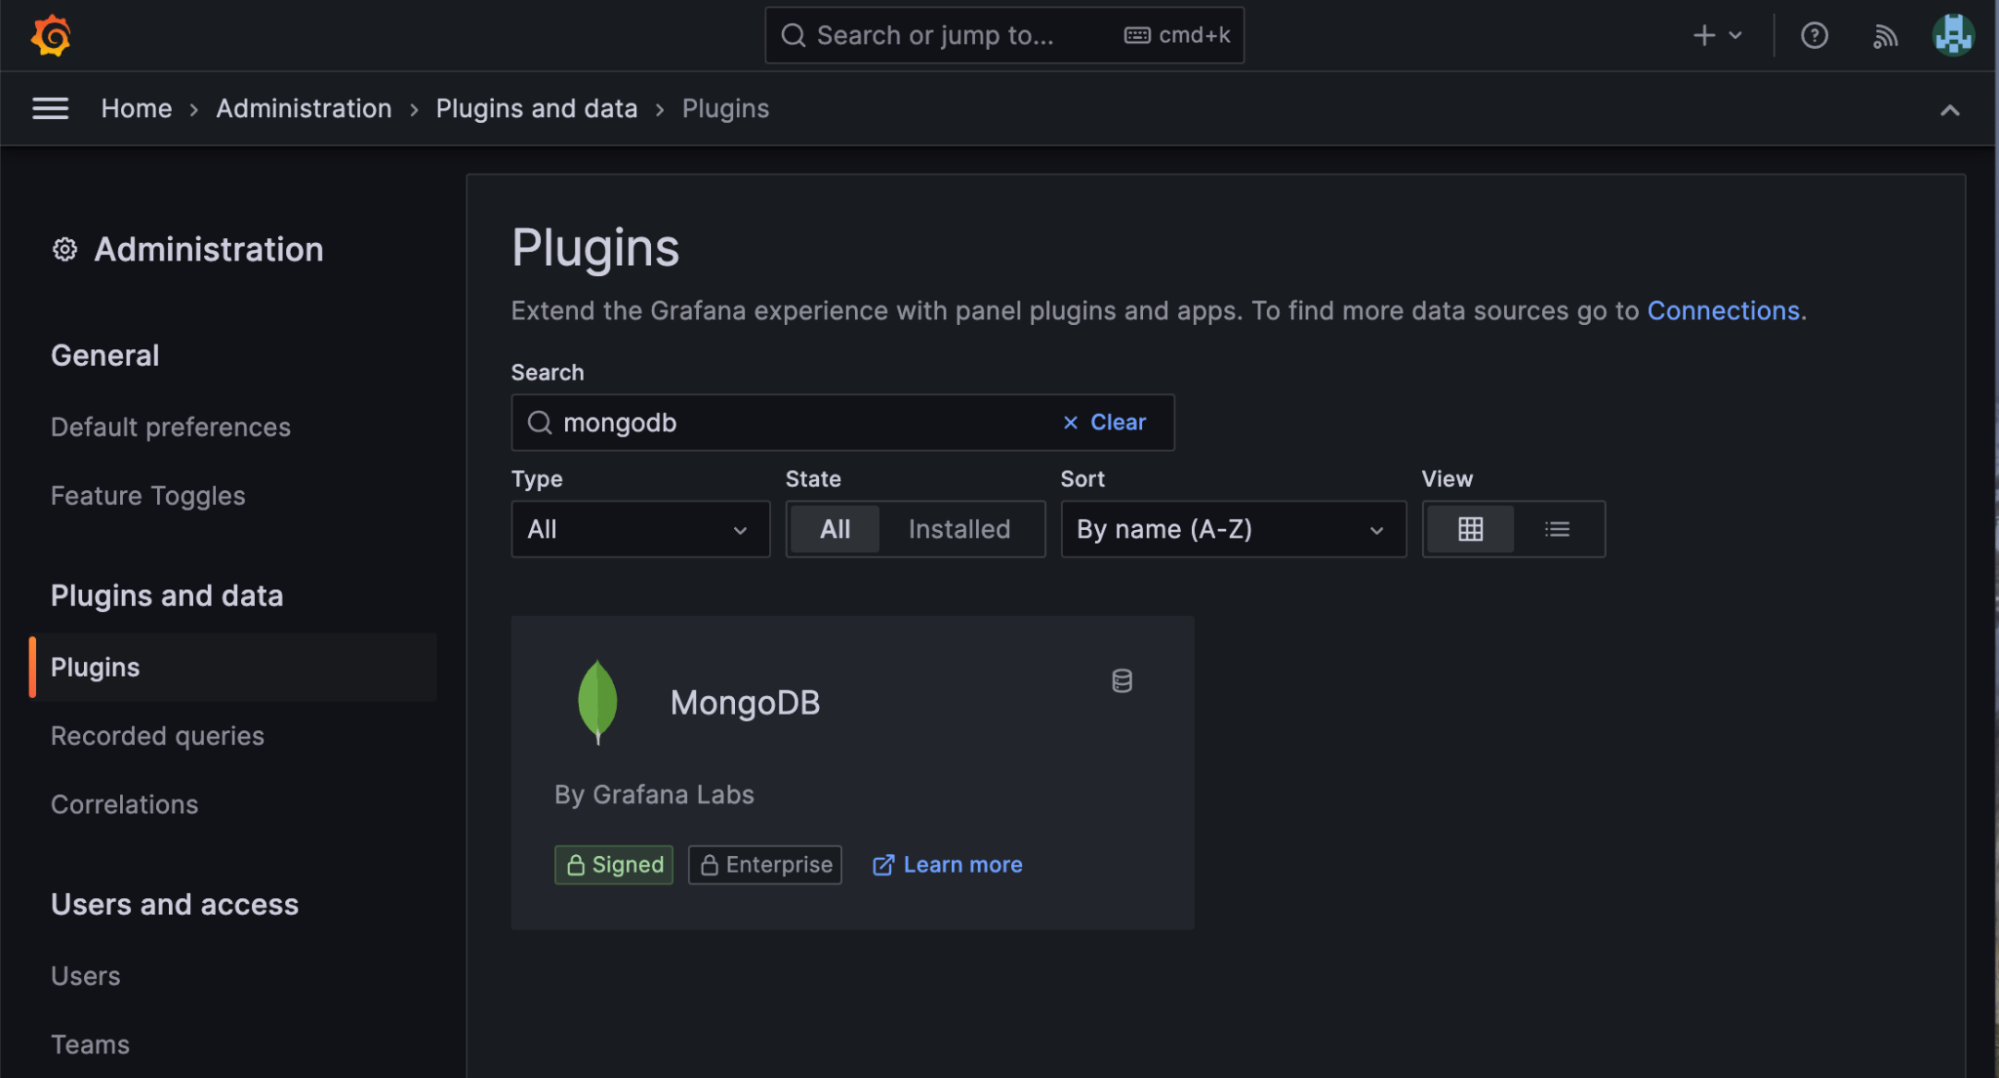 Search or jump to... cmd+k
Home › Administration › Plugins and data › Plugins
Administration
General
Default preferences
Feature Toggles
Plugins and data
Plugins
Recorded queries
Correlations
Users and access
Users
Teams
Plugins
Extend the Grafana experience with panel plugins and apps. To find more data sources go to Connections.
Search
mongodb × Clear
Type State Sort View
All All Installed By name (A-Z)
MongoDB
By Grafana Labs
Signed Enterprise Learn more